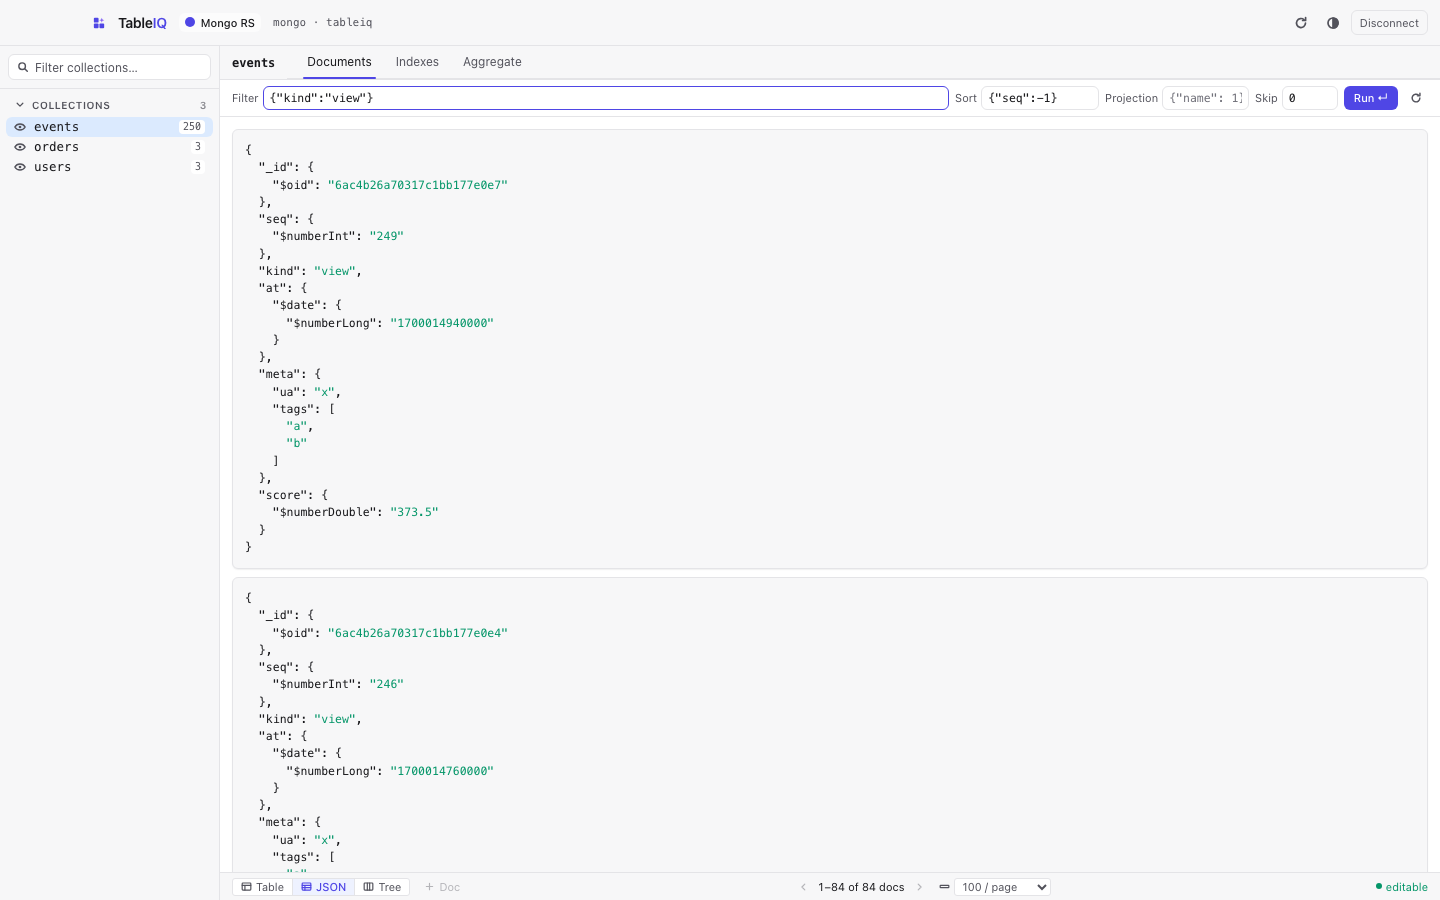 TableIQ
Mongo RS
mongo · tableiq
Disconnect
Filter collections...
COLLECTIONS 3
events 250
orders 3
users 3
events
Documents
Indexes
Aggregate
Filter {"kind":"view"} Sort {"seq":-1} Projection {"name": 1} Skip 0 Run
{
"_id": {
"$oid": "6ac4b26a70317c1bb177e0e7"
},
"seq": {
"$numberInt": "249"
},
"kind": "view",
"at": {
"$date": {
"$numberLong": "1700014940000"
}
},
"meta": {
"ua": "x",
"tags": [
"a",
"b"
]
},
"score": {
"$numberDouble": "373.5"
}
}
{
"_id": {
"$oid": "6ac4b26a70317c1bb177e0e4"
},
"seq": {
"$numberInt": "246"
},
"kind": "view",
"at": {
"$date": {
"$numberLong": "1700014760000"
}
},
"meta": {
"ua": "x",
"tags": [
Table JSON Tree + Doc
1–84 of 84 docs
100 / page
editable